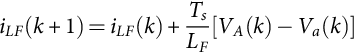 i_{LF}(k+1) = i_{LF}(k) + \frac{T_s}{L_F}[V_A(k) - V_a(k)]